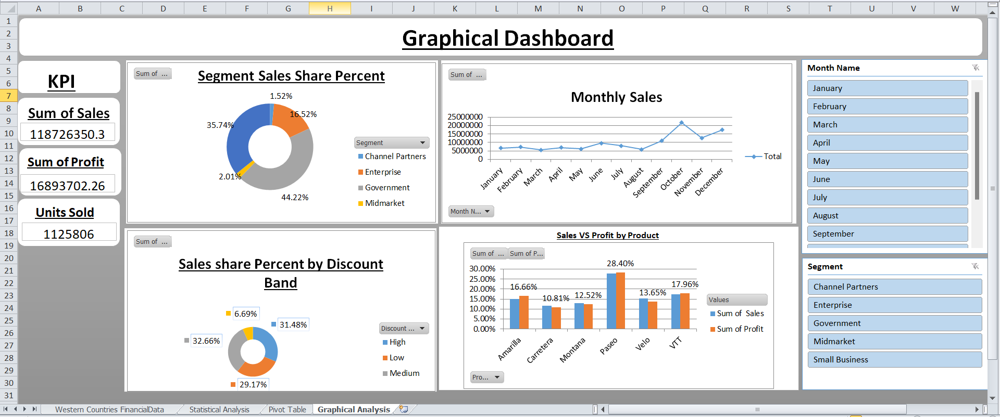 A B C D E F G H I J K L M N O P Q R S T U V W
1
2
3
4
5
6
7
8
9
10
11
12
13
14
15
16
17
18
19
20
21
22
23
24
25
26
27
28
29
30
31
Graphical Dashboard
KPI
Sum of Sales
118726350.3
Sum of Profit
16893702.26
Units Sold
1125806
Sum of ...
Segment Sales Share Percent
1.52%
16.52%
35.74%
2.01%
44.22%
Segment
Channel Partners
Enterprise
Government
Midmarket
Sum of ...
Monthly Sales
25000000
20000000
15000000
10000000
5000000
0
January
February
March
April
May
June
July
August
September
October
November
December
Total
Month N...
Sum of ...
Sales share Percent by Discount
Band
6.69%
31.48%
32.66%
29.17%
Discount ...
High
Low
Medium
Sales VS Profit by Product
Sum of ... Sum of P...
30.00%
25.00%
20.00%
15.00%
10.00%
5.00%
0.00%
16.66%
10.81%
12.52%
28.40%
13.65%
17.96%
Amarilla
Carretera
Montana
Paseo
Velo
VTT
Values
Sum of Sales
Sum of Profit
Pro...
Month Name
January
February
March
April
May
June
July
August
September
Segment
Channel Partners
Enterprise
Government
Midmarket
Small Business
Western Countries FinancialData Statistical Analysis Pivot Table Graphical Analysis